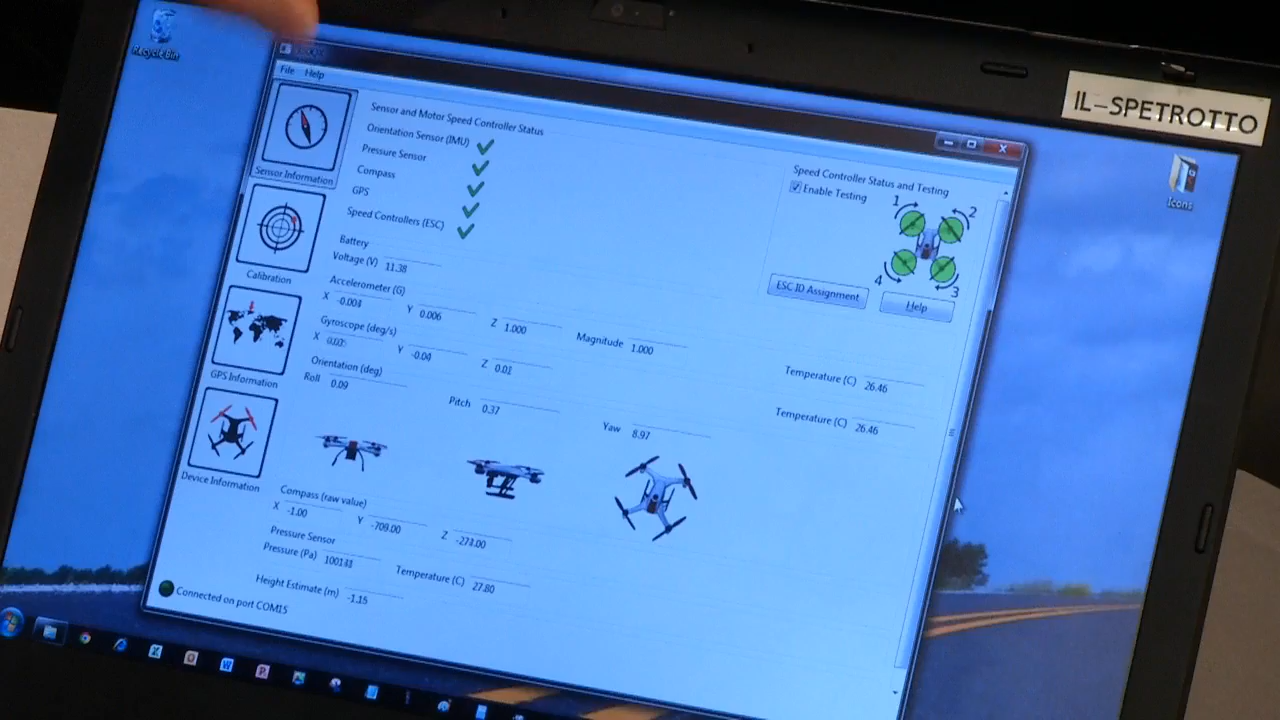 Recycle Bin
IL-SPETROTTO
Icons
File Help
Sensor Information
Calibration
GPS Information
Device Information
Sensor and Motor Speed Controller Status
Orientation Sensor (IMU)
Pressure Sensor
Compass
GPS
Speed Controllers (ESC)
Battery
Voltage (V) 11.38
Accelerometer (G)
X Y 0.006 Z 1.000 Magnitude 1.000 Temperature (C) 26.46
Gyroscope (deg/s)
X Y -0.04 Z 0.01 Temperature (C) 26.46
Orientation (deg)
Roll 0.09 Pitch 0.37 Yaw 8.97
Compass (raw value)
X -1.00 Y -709.00 Z -273.00
Pressure Sensor
Pressure (Pa) Temperature (C) 27.80
Height Estimate (m) -1.15
Connected on port COM15
Speed Controller Status and Testing
Enable Testing
1 2
4 3
ESC ID Assignment Help